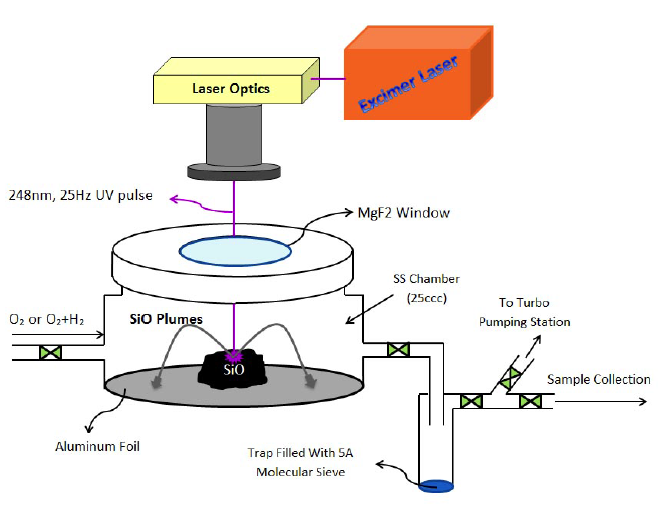 Laser Optics
Excimer Laser
248nm, 25Hz UV pulse
MgF2 Window
SS Chamber
(25ccc)
To Turbo
Pumping Station
O₂ or O₂+H₂
SiO Plumes
SiO
Sample Collection
Aluminum Foil
Trap Filled With 5A
Molecular Sieve